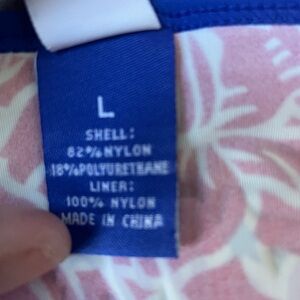 L
SHELL:
82% NYLON
18% POLYURETHANE
LINER:
100% NYLON
MADE IN CHINA